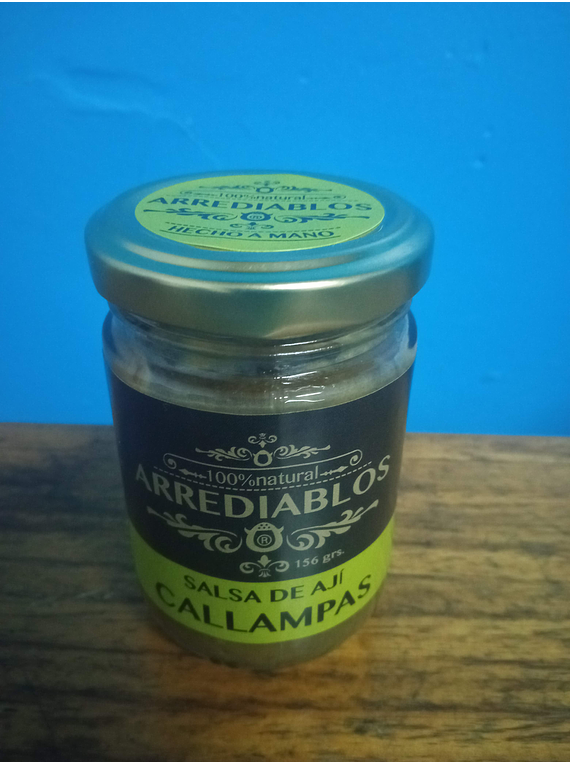 100%natural
ARREDIABLOS
®
HECHO A MANO
100%natural
ARREDIABLOS
®
156 grs.
SALSA DE AJÍ
CALLAMPAS